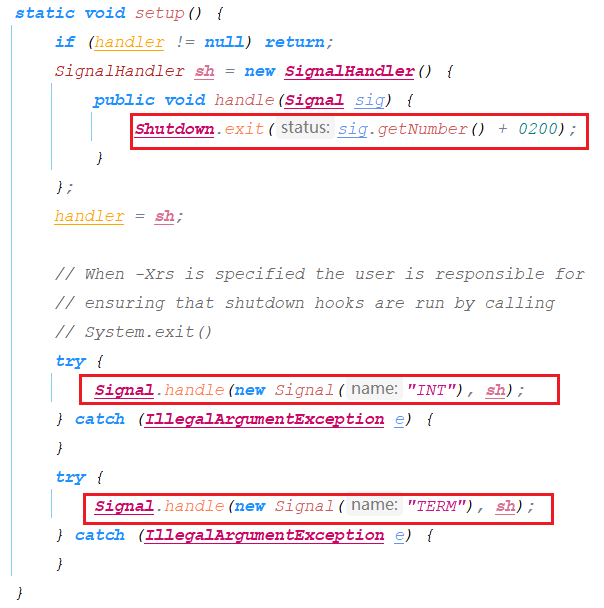 static void setup() {
    if (handler != null) return;
    SignalHandler sh = new SignalHandler() {
        public void handle(Signal sig) {
            Shutdown.exit( status: sig.getNumber() + 0200);
        }
    };
    handler = sh;

    // When -Xrs is specified the user is responsible for
    // ensuring that shutdown hooks are run by calling
    // System.exit()
    try {
        Signal.handle(new Signal( name: "INT"), sh);
    } catch (IllegalArgumentException e) {
    }
    try {
        Signal.handle(new Signal( name: "TERM"), sh);
    } catch (IllegalArgumentException e) {
    }
}